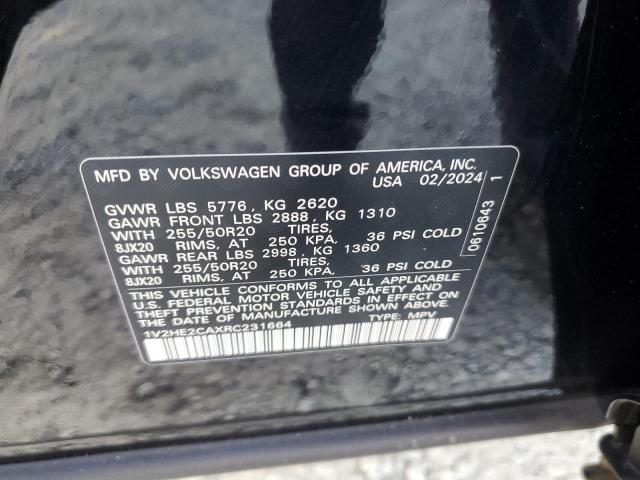 MFD BY VOLKSWAGEN GROUP OF AMERICA, INC.
USA 02/2024
GVWR LBS 5776, KG 2620
GAWR FRONT LBS 2888, KG 1310
WITH 255/50R20 TIRES,
8JX20 RIMS, AT 250 KPA, 36 PSI COLD
GAWR REAR LBS 2998, KG 1360
WITH 255/50R20 TIRES,
8JX20 RIMS, AT 250 KPA, 36 PSI COLD
THIS VEHICLE CONFORMS TO ALL APPLICABLE
U.S. FEDERAL MOTOR VEHICLE SAFETY AND
THEFT PREVENTION STANDARDS IN EFFECT
ON THE DATE OF MANUFACTURE SHOWN ABOVE.
1V2HE2CAXRC231664 TYPE: MPV
0610643 1